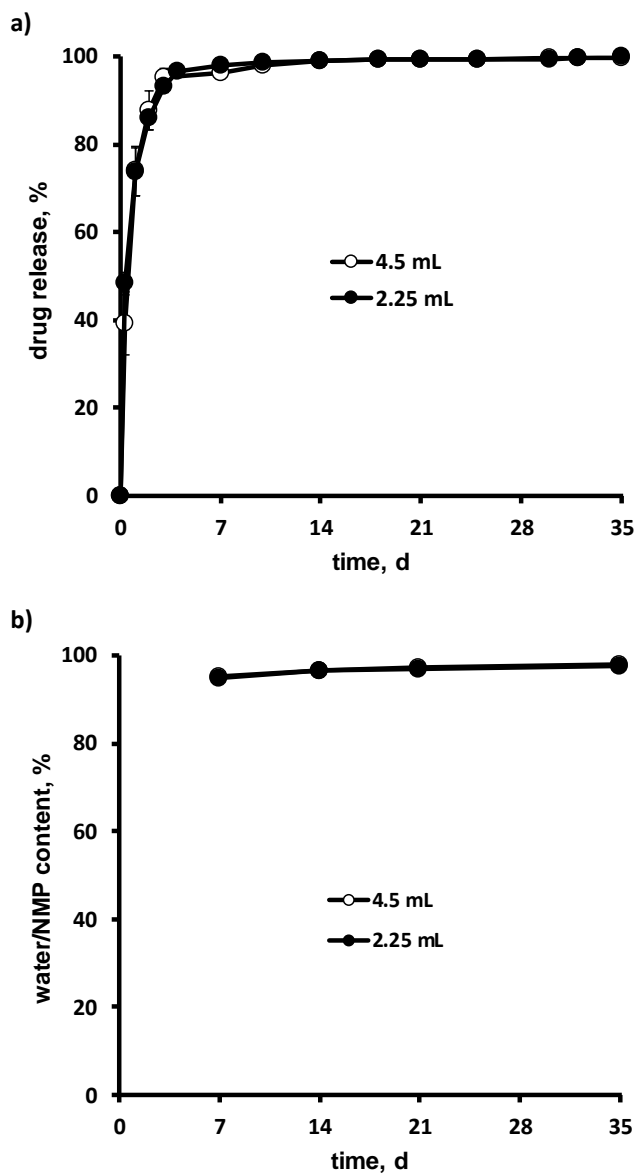 a)
drug release, %
100
80
60
40
20
0
4.5 mL
2.25 mL
0 7 14 21 28 35
time, d
b)
water/NMP content, %
100
80
60
40
20
0
4.5 mL
2.25 mL
0 7 14 21 28 35
time, d